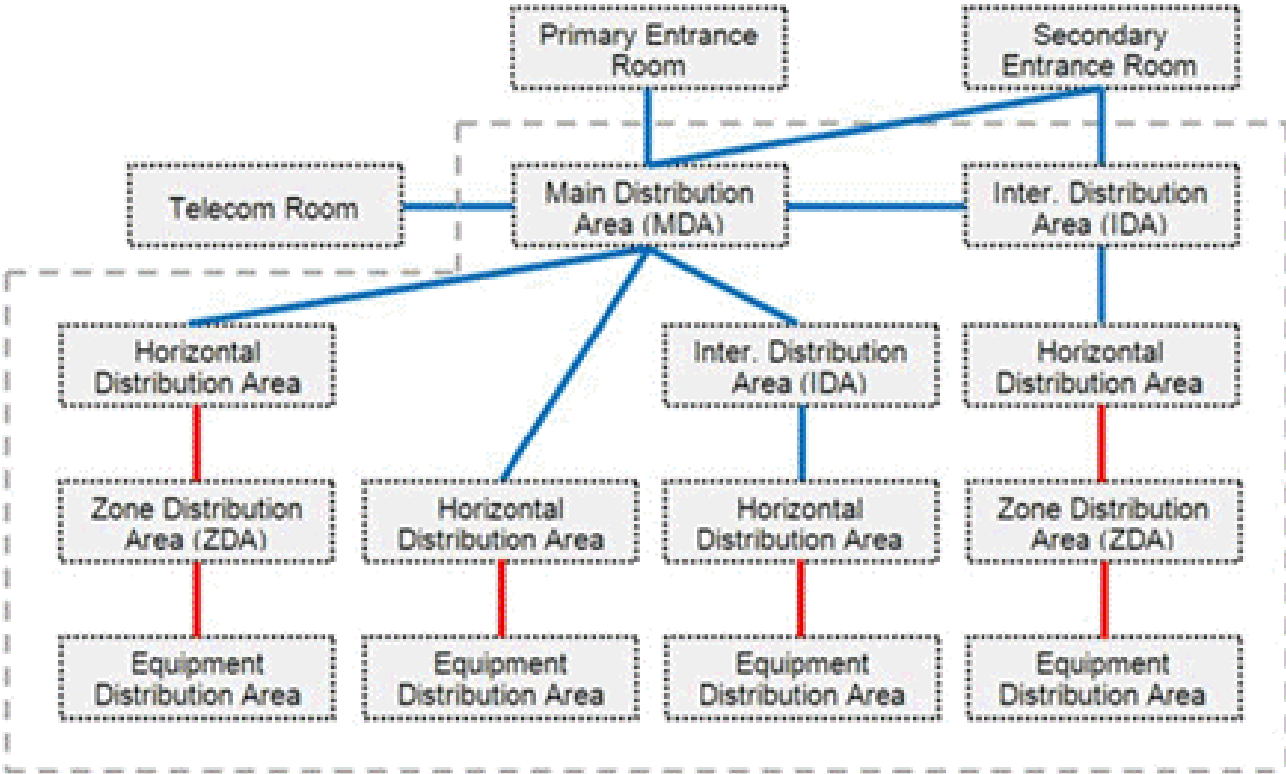 Primary Entrance
Room
Secondary
Entrance Room
Telecom Room
Main Distribution
Area (MDA)
Inter. Distribution
Area (IDA)
Horizontal
Distribution Area
Inter. Distribution
Area (IDA)
Horizontal
Distribution Area
Zone Distribution
Area (ZDA)
Horizontal
Distribution Area
Horizontal
Distribution Area
Zone Distribution
Area (ZDA)
Equipment
Distribution Area
Equipment
Distribution Area
Equipment
Distribution Area
Equipment
Distribution Area